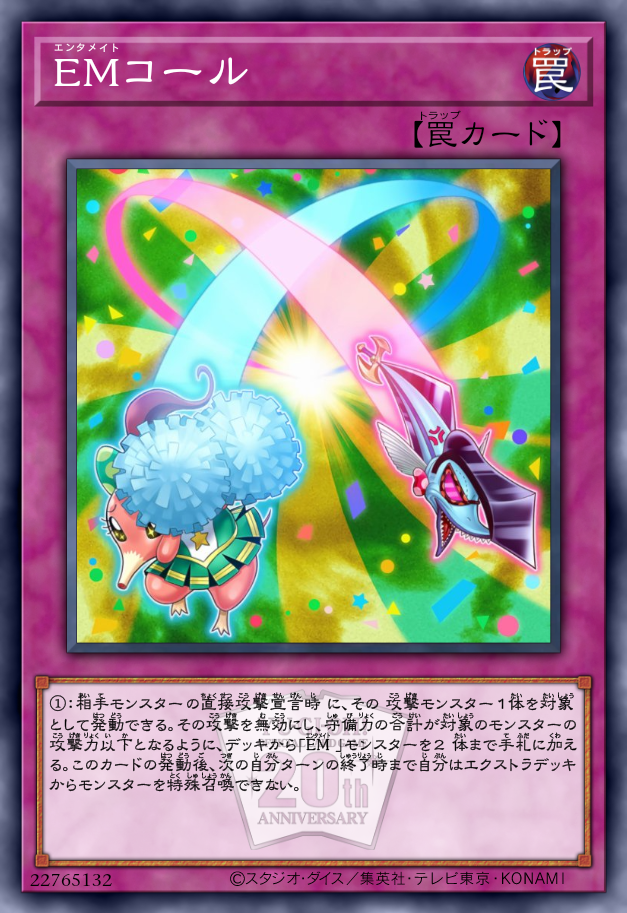 エンタメイト
EMコール
トラップ
罠
トラップ
【罠カード】
①:相手モンスターの直接攻撃宣言時に、その攻撃モンスター1体を対象
として発動できる。その攻撃を無効にし、守備力の合計が対象のモンスターの
攻撃力以下となるように、デッキから「EM」モンスターを2体まで手札に加え
る。このカードの発動後、次の自分ターンの終了時まで自分はエクストラデッキ
からモンスターを特殊召喚できない。
20th
ANNIVERSARY
22765132
©スタジオ・ダイス/集英社・テレビ東京・KONAMI